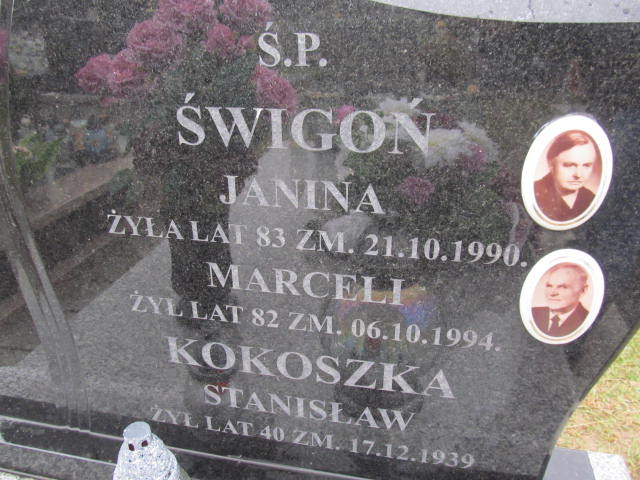 Ś.P.
ŚWIGOŃ
JANINA
ŻYŁA LAT 83 ZM. 21.10.1990.
MARCELI
ŻYŁ LAT 82 ZM. 06.10.1994.
KOKOSZKA
STANISŁAW
ŻYŁ LAT 40 ZM. 17.12.1939